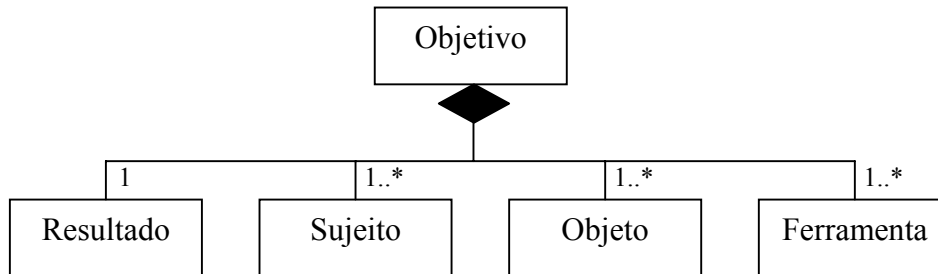 Objetivo
1
1..*
1..*
1..*
Resultado
Sujeito
Objeto
Ferramenta